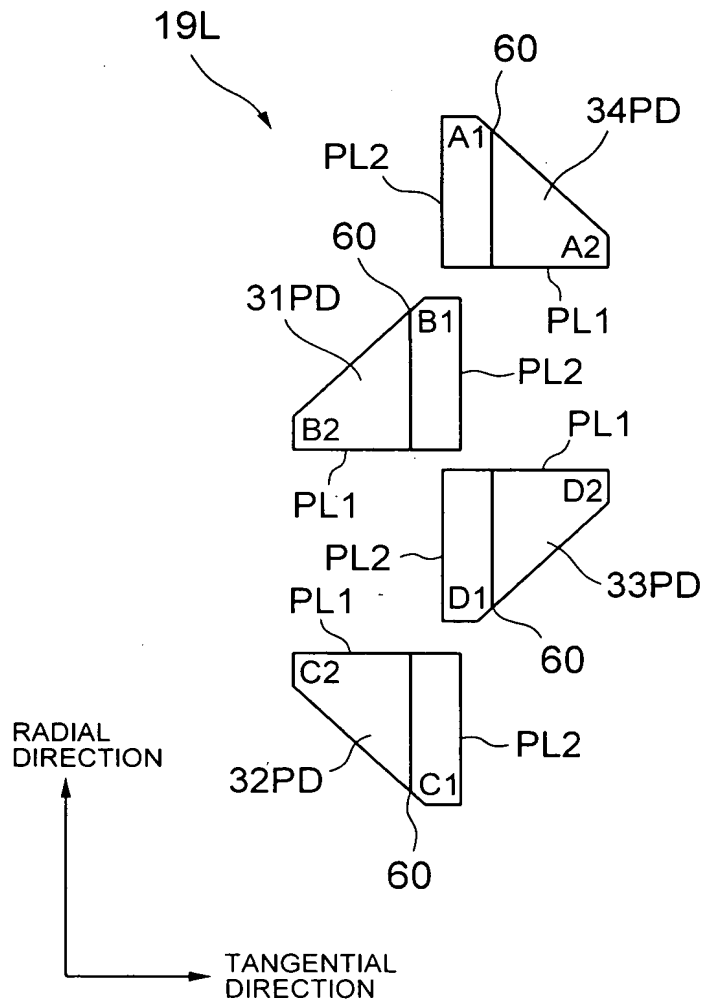 19L
60
A1
34PD
PL2
60
A2
31PD
B1
PL1
PL2
B2
PL1
PL1
D2
PL2
PL1
D1
33PD
60
C2
RADIAL
DIRECTION
PL2
32PD
C1
60
TANGENTIAL
DIRECTION